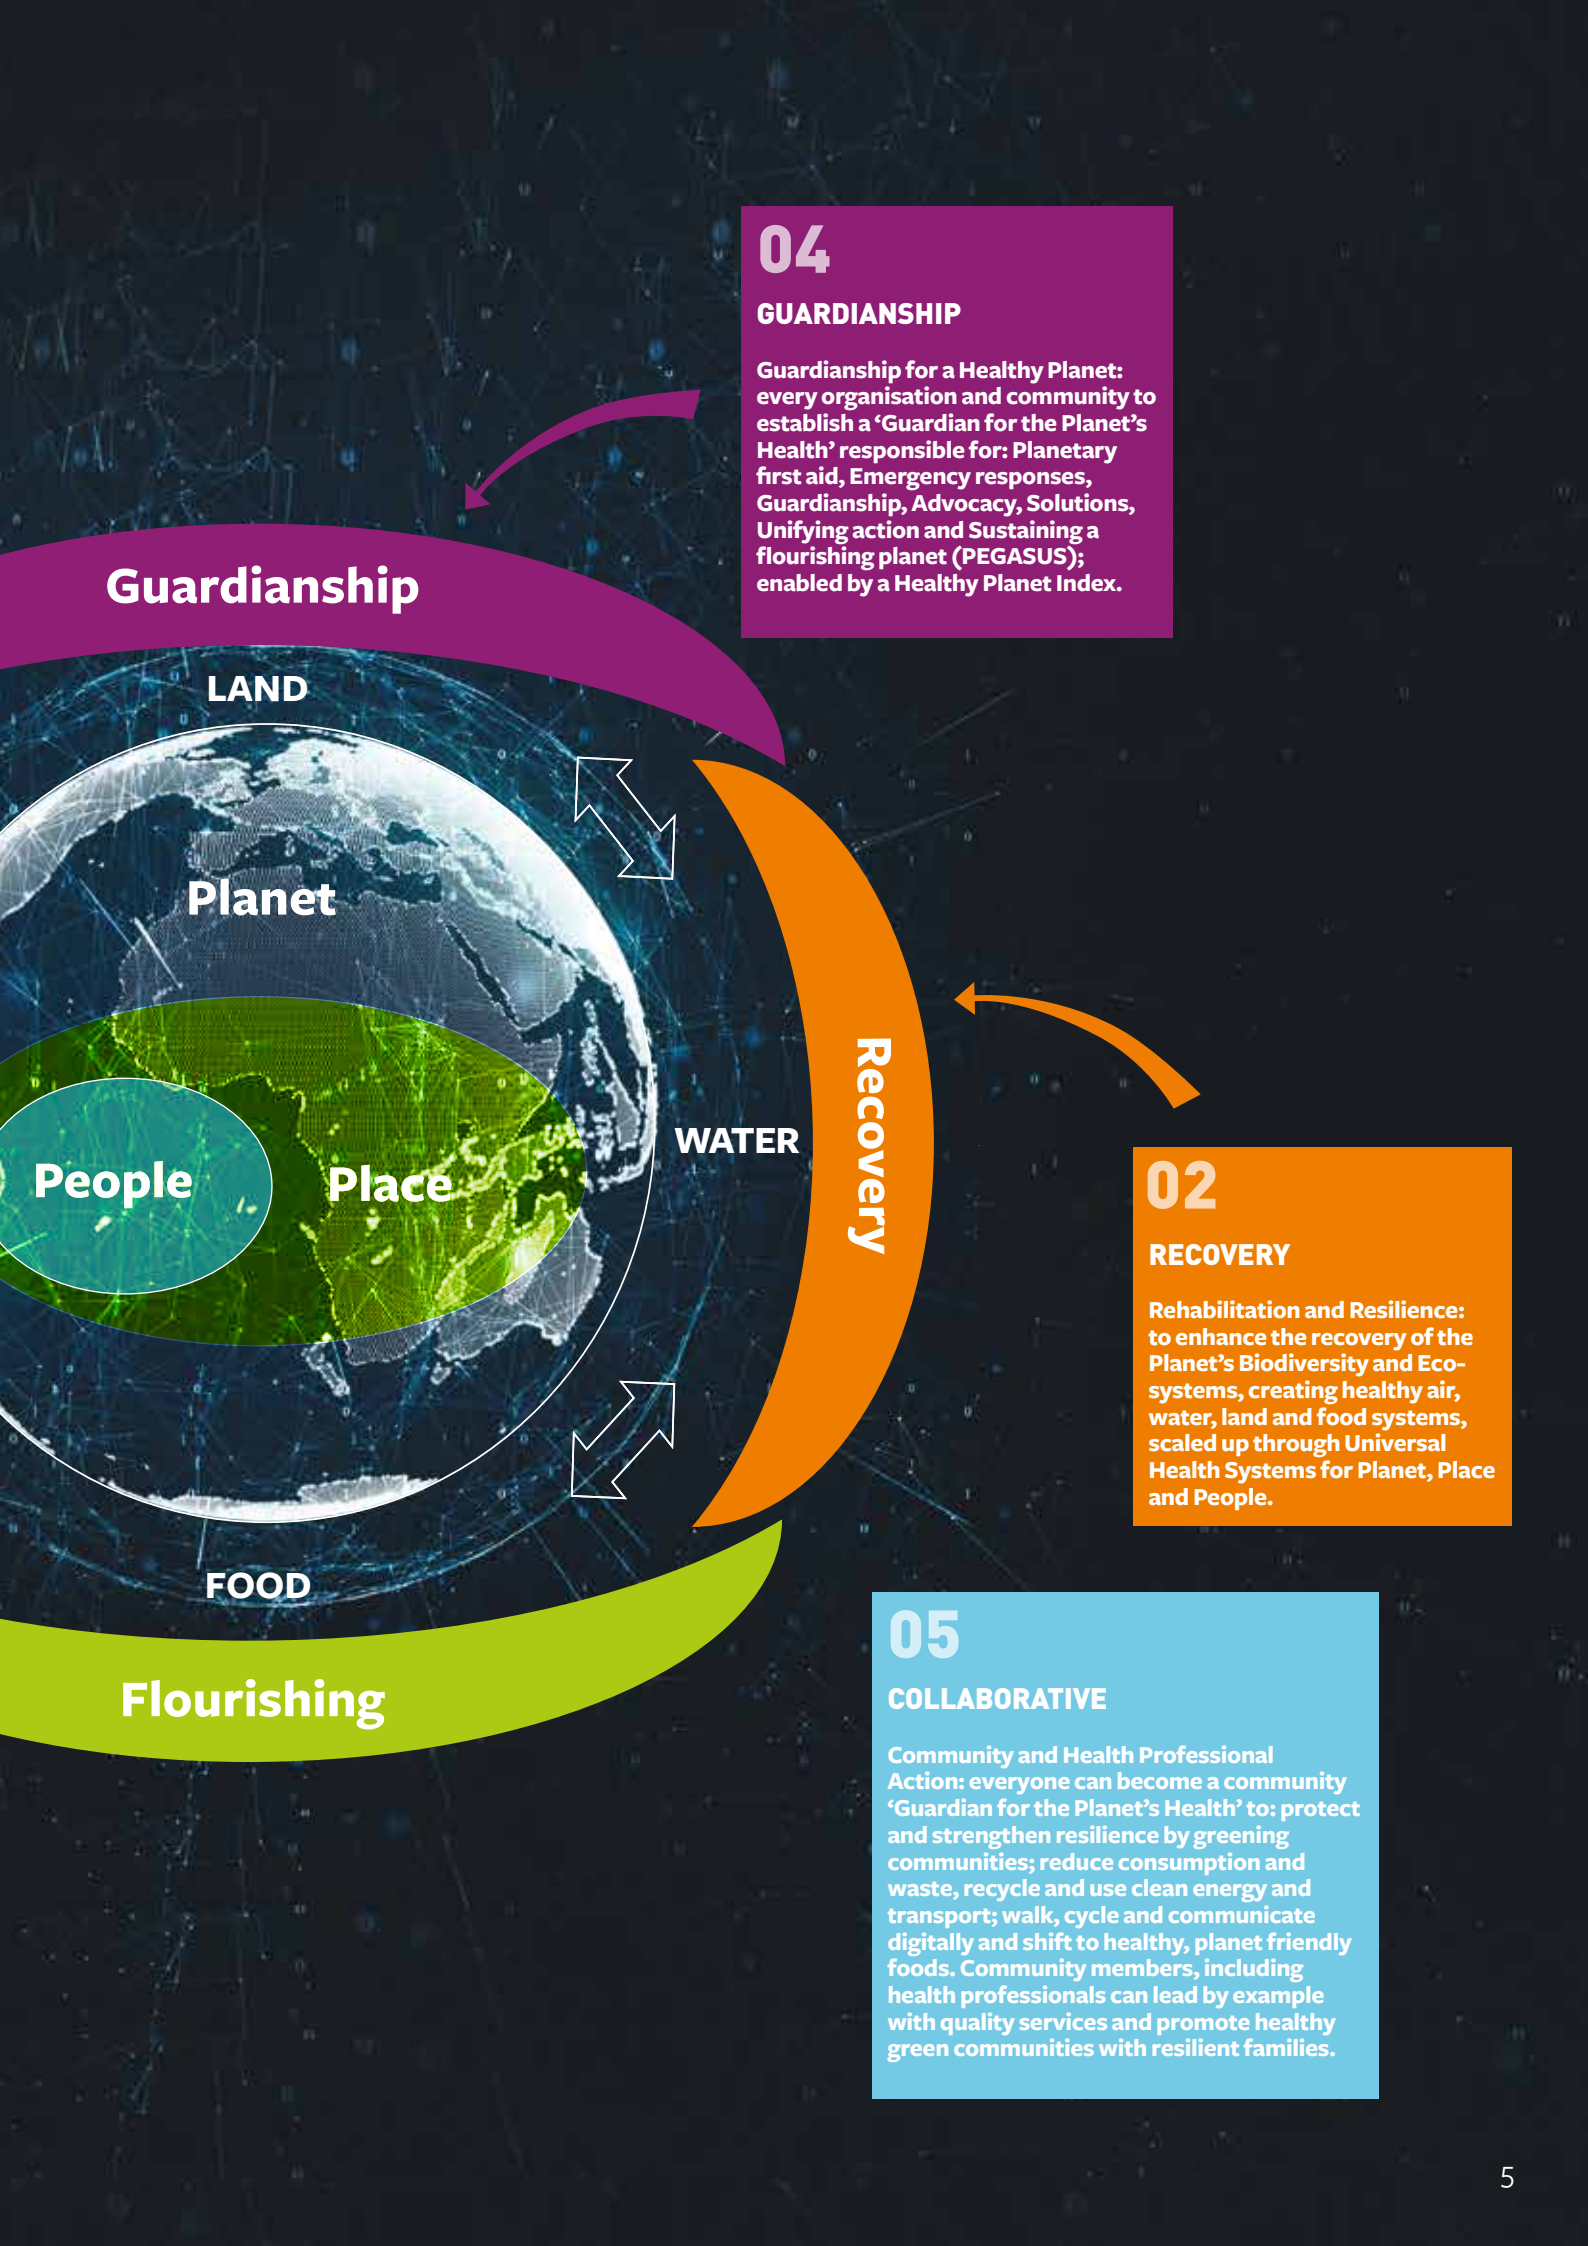 04
GUARDIANSHIP
Guardianship for a Healthy Planet:
every organisation and community to
establish a ‘Guardian for the Planet’s
Health’ responsible for: Planetary
first aid, Emergency responses,
Guardianship, Advocacy, Solutions,
Unifying action and Sustaining a
flourishing planet (PEGASUS);
enabled by a Healthy Planet Index.
Guardianship
LAND
Planet
People
Place
WATER
Recovery
FOOD
Flourishing
02
RECOVERY
Rehabilitation and Resilience:
to enhance the recovery of the
Planet’s Biodiversity and Eco-
systems, creating healthy air,
water, land and food systems,
scaled up through Universal
Health Systems for Planet, Place
and People.
05
COLLABORATIVE
Community and Health Professional
Action: everyone can become a community
‘Guardian for the Planet’s Health’ to: protect
and strengthen resilience by greening
communities; reduce consumption and
waste, recycle and use clean energy and
transport; walk, cycle and communicate
digitally and shift to healthy, planet friendly
foods. Community members, including
health professionals can lead by example
with quality services and promote healthy
green communities with resilient families.
5